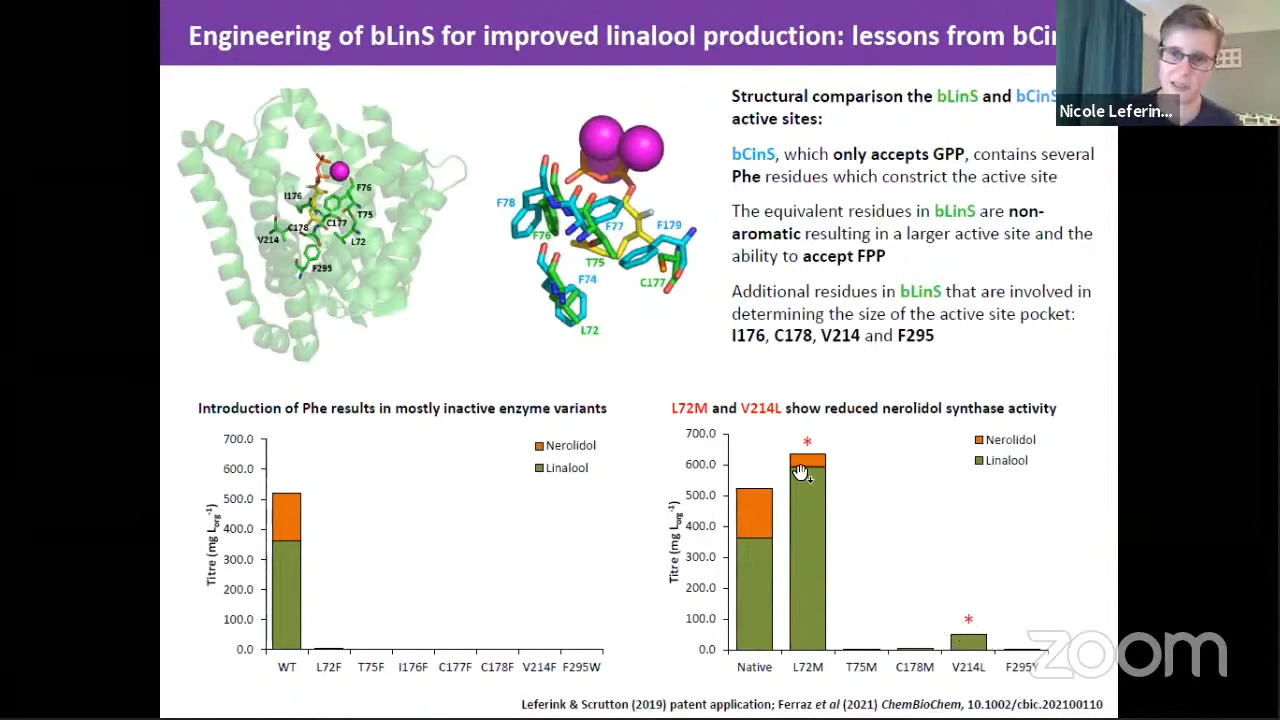 Engineering of bLinS for improved linalool production: lessons from
Nicole Leferin...
Structural comparison the bLinS and bCinS
active sites:
bCinS, which only accepts GPP, contains several
Phe residues which constrict the active site
The equivalent residues in bLinS are non-
aromatic resulting in a larger active site and the
ability to accept FPP
Additional residues in bLinS that are involved in
determining the size of the active site pocket:
I176, C178, V214 and F295
I176
F76
C177
T75
C178
V214
L72
F295
F78
F76
F77
F179
T75
C177
F74
L72
Introduction of Phe results in mostly inactive enzyme variants
Titre (mg Lorg-1)
700.0
600.0
500.0
400.0
300.0
200.0
100.0
0.0
Nerolidol
Linalool
WT L72F T75F I176F C177F C178F V214F F295W
L72M and V214L show reduced nerolidol synthase activity
Titre (mg Lorg-1)
700.0
600.0
500.0
400.0
300.0
200.0
100.0
0.0
*
*
Nerolidol
Linalool
Native L72M T75M C178M V214L F295Y
zoom
Leferink & Scrutton (2019) patent application; Ferraz et al (2021) ChemBioChem, 10.1002/cbic.202100110